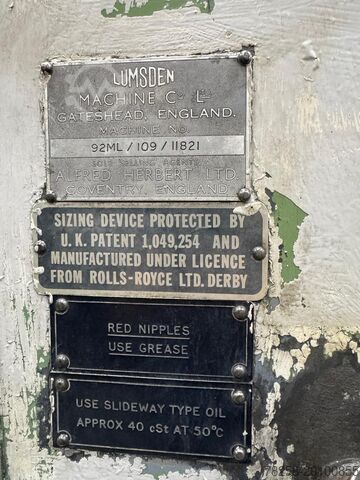 LUMSDEN
MACHINE Co Ld
GATESHEAD, ENGLAND.
MACHINE NO.
92ML / 109 / 11821
SOLE SELLING AGENTS
ALFRED HERBERT LTD.
COVENTRY, ENGLAND
SIZING DEVICE PROTECTED BY
U.K. PATENT 1,049,254 AND
MANUFACTURED UNDER LICENCE
FROM ROLLS-ROYCE LTD. DERBY
RED NIPPLES
USE GREASE
USE SLIDEWAY TYPE OIL
APPROX 40 cSt AT 50°C